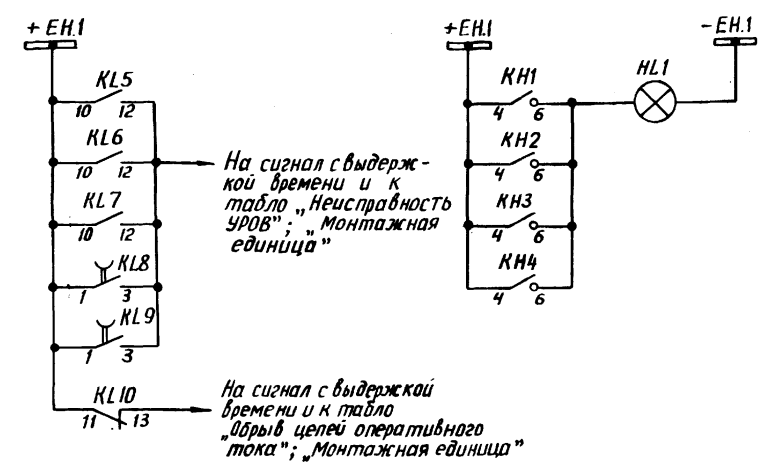 + EH.1
KL5
10 12
KL6
10 12
KL7
10 12
KL8
1 3
KL9
1 3
KL10
11 13
На сигнал с выдерж-
кой времени и к
табло „Неисправность
УРОВ"; „Монтажная
единица"
На сигнал с выдержкой
времени и к табло
„Обрыв цепей оперативного
тока"; „Монтажная единица"
+EH.1
KH1
4 6
KH2
4 6
KH3
4 6
KH4
4 6
HL1
−EH.1